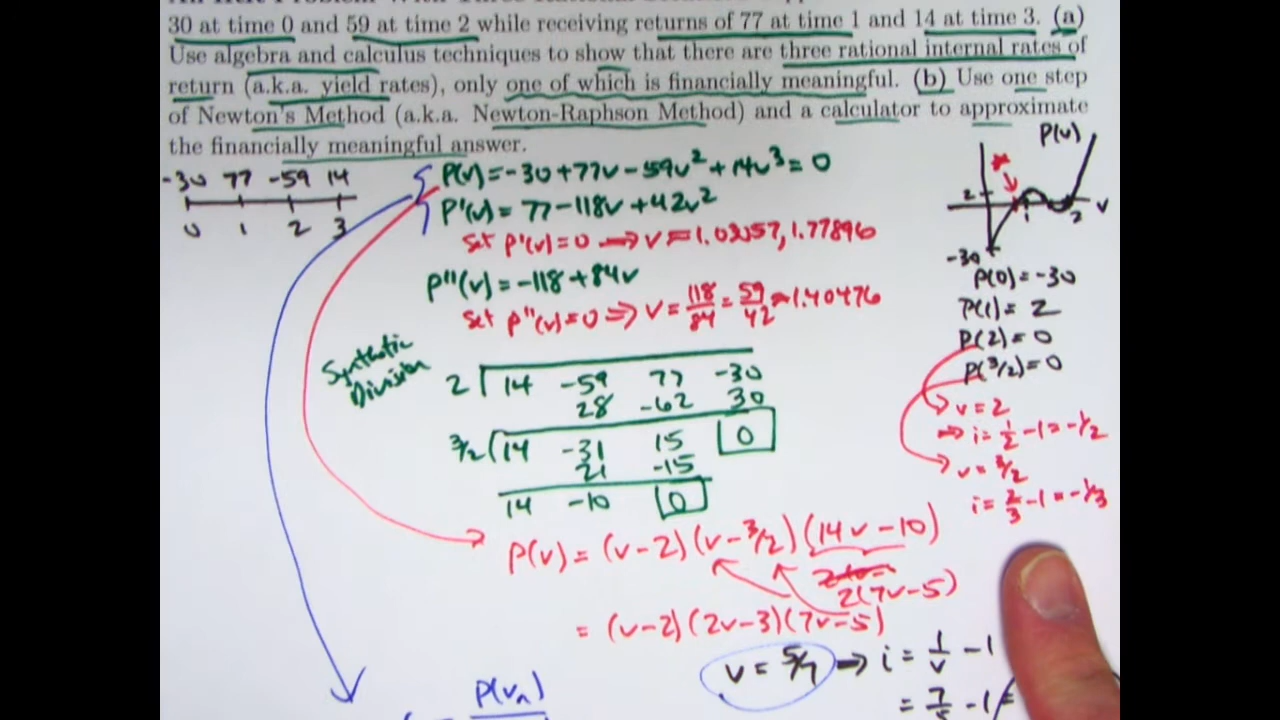 30 at time 0 and 59 at time 2 while receiving returns of 77 at time 1 and 14 at time 3. (a)
Use algebra and calculus techniques to show that there are three rational internal rates of
return (a.k.a. yield rates), only one of which is financially meaningful. (b) Use one step
of Newton's Method (a.k.a. Newton-Raphson Method) and a calculator to approximate
the financially meaningful answer.
-30 77 -59 14
0 1 2 3
P(v) = -30 + 77v - 59v² + 14v³ = 0
P'(v) = 77 - 118v + 42v²
Set P'(v) = 0 ⟹ v ≈ 1.03057, 1.77896
P''(v) = -118 + 84v
Set P''(v) = 0 ⟹ v = 118/84 = 59/42 ≈ 1.40476
P(v)
2
1 2 v
-30
P(0) = -30
P(1) = 2
P(2) = 0
P(3/2) = 0
v = 2
⟹ i = 1/2 - 1 = -1/2
v = 3/2
i = 2/3 - 1 = -1/3
Synthetic
Division
2 14 -59 77 -30
28 -62 30
3/2 14 -31 15 0
21 -15
14 -10 0
P(v) = (v-2)(v-3/2)(14v-10)
2(7v-5)
= (v-2)(2v-3)(7v-5)
v = 5/7 ⟹ i = 1/v - 1
= 7/5 - 1 =
P(vₙ)